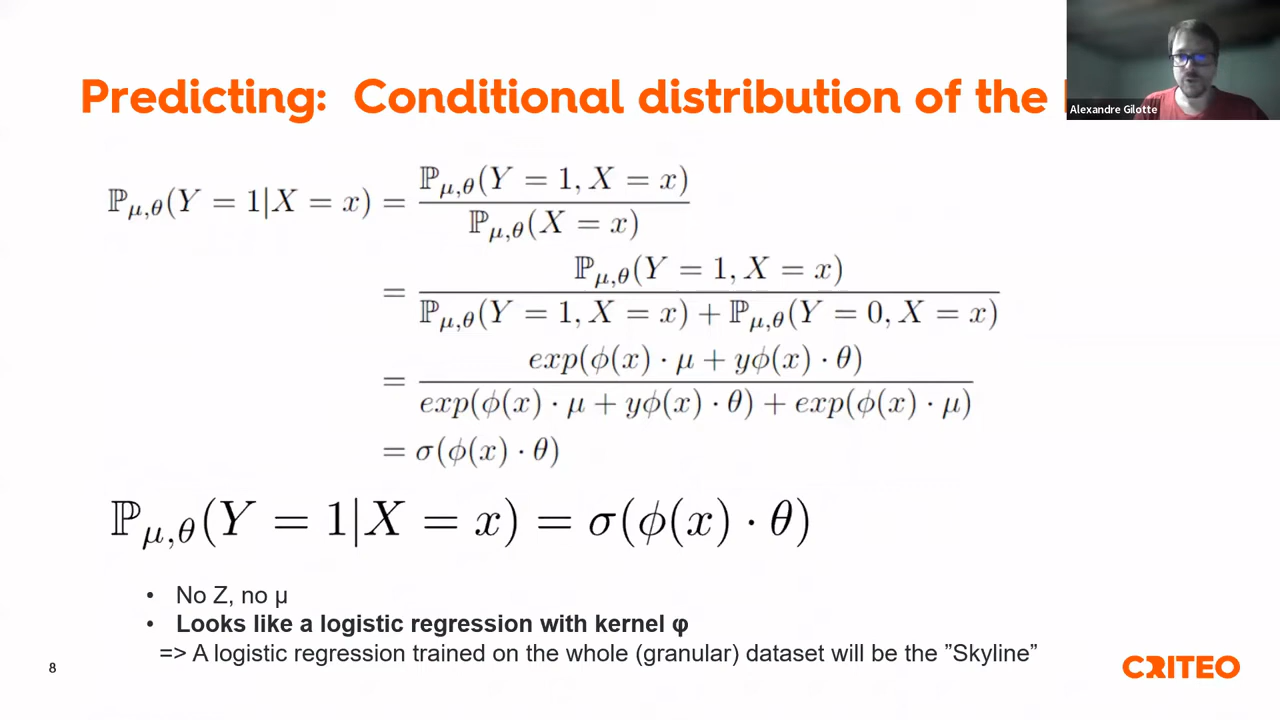 Predicting: Conditional distribution of the
Alexandre Gilotte
ℙ_{μ,θ}(Y = 1|X = x) = ℙ_{μ,θ}(Y = 1, X = x) / ℙ_{μ,θ}(X = x)
= ℙ_{μ,θ}(Y = 1, X = x) / ℙ_{μ,θ}(Y = 1, X = x) + ℙ_{μ,θ}(Y = 0, X = x)
= exp(ϕ(x) · μ + yϕ(x) · θ) / exp(ϕ(x) · μ + yϕ(x) · θ) + exp(ϕ(x) · μ)
= σ(ϕ(x) · θ)
ℙ_{μ,θ}(Y = 1|X = x) = σ(ϕ(x) · θ)
• No Z, no μ
• Looks like a logistic regression with kernel φ
=> A logistic regression trained on the whole (granular) dataset will be the ”Skyline”
8
CRITEO